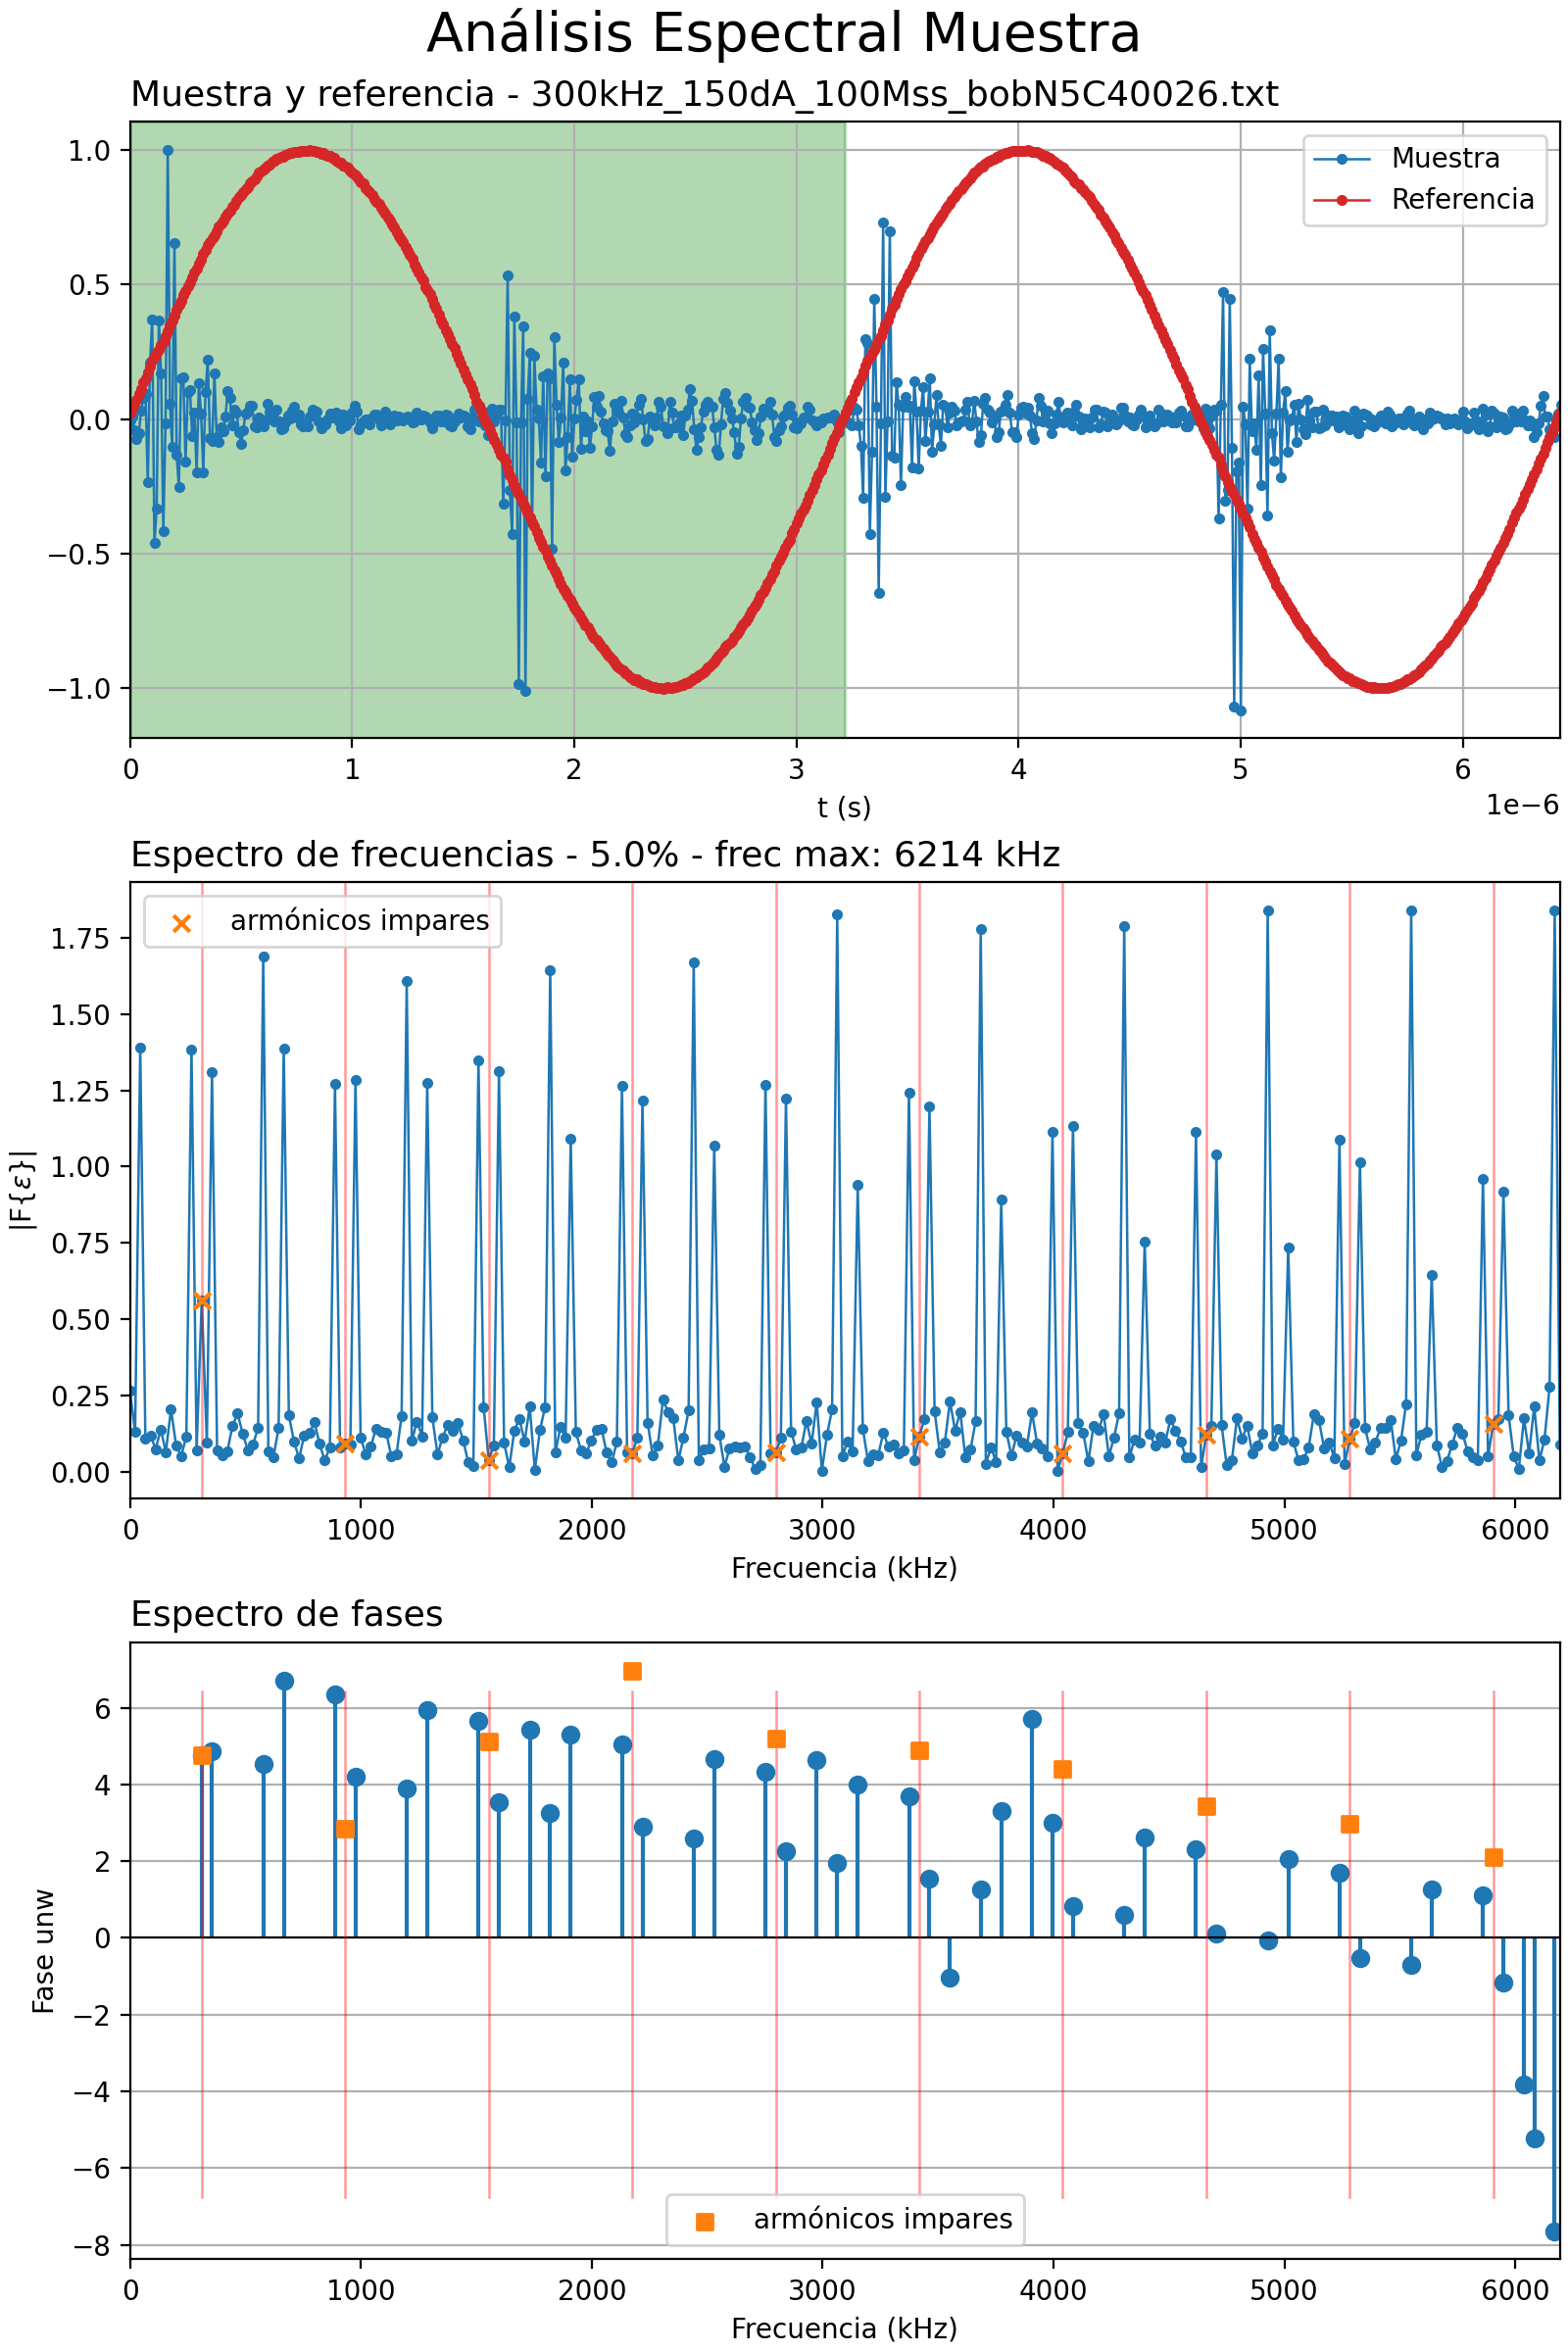 Análisis Espectral Muestra
Muestra y referencia - 300kHz_150dA_100Mss_bobN5C40026.txt
1.0
0.5
0.0
−0.5
−1.0
Muestra
Referencia
0 1 2 3 4 5 6
1e−6
t (s)
Espectro de frecuencias - 5.0% - frec max: 6214 kHz
armónicos impares
1.75
1.50
1.25
1.00
0.75
0.50
0.25
0.00
|F{ε}|
0 1000 2000 3000 4000 5000 6000
Frecuencia (kHz)
Espectro de fases
6
4
2
0
−2
−4
−6
−8
Fase unw
armónicos impares
0 1000 2000 3000 4000 5000 6000
Frecuencia (kHz)